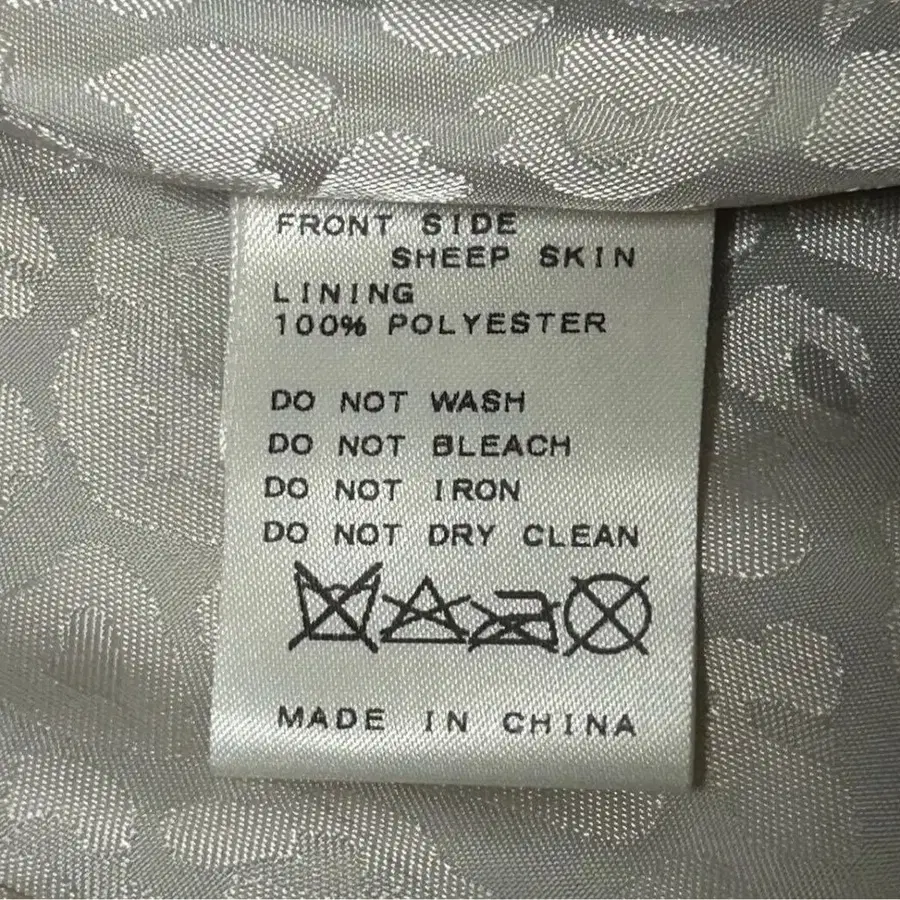 FRONT SIDE
SHEEP SKIN
LINING
100% POLYESTER
DO NOT WASH
DO NOT BLEACH
DO NOT IRON
DO NOT DRY CLEAN
MADE IN CHINA